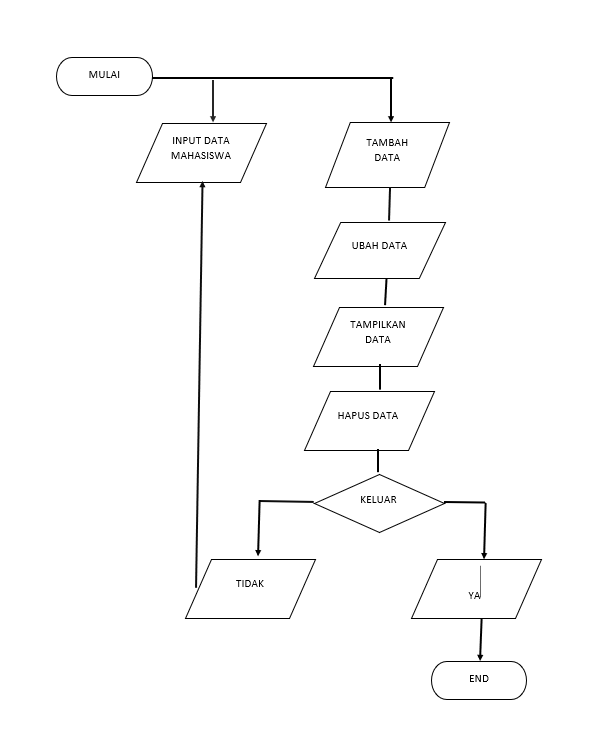 MULAI
INPUT DATA
MAHASISWA
TAMBAH
DATA
UBAH DATA
TAMPILKAN
DATA
HAPUS DATA
KELUAR
TIDAK
YA
END